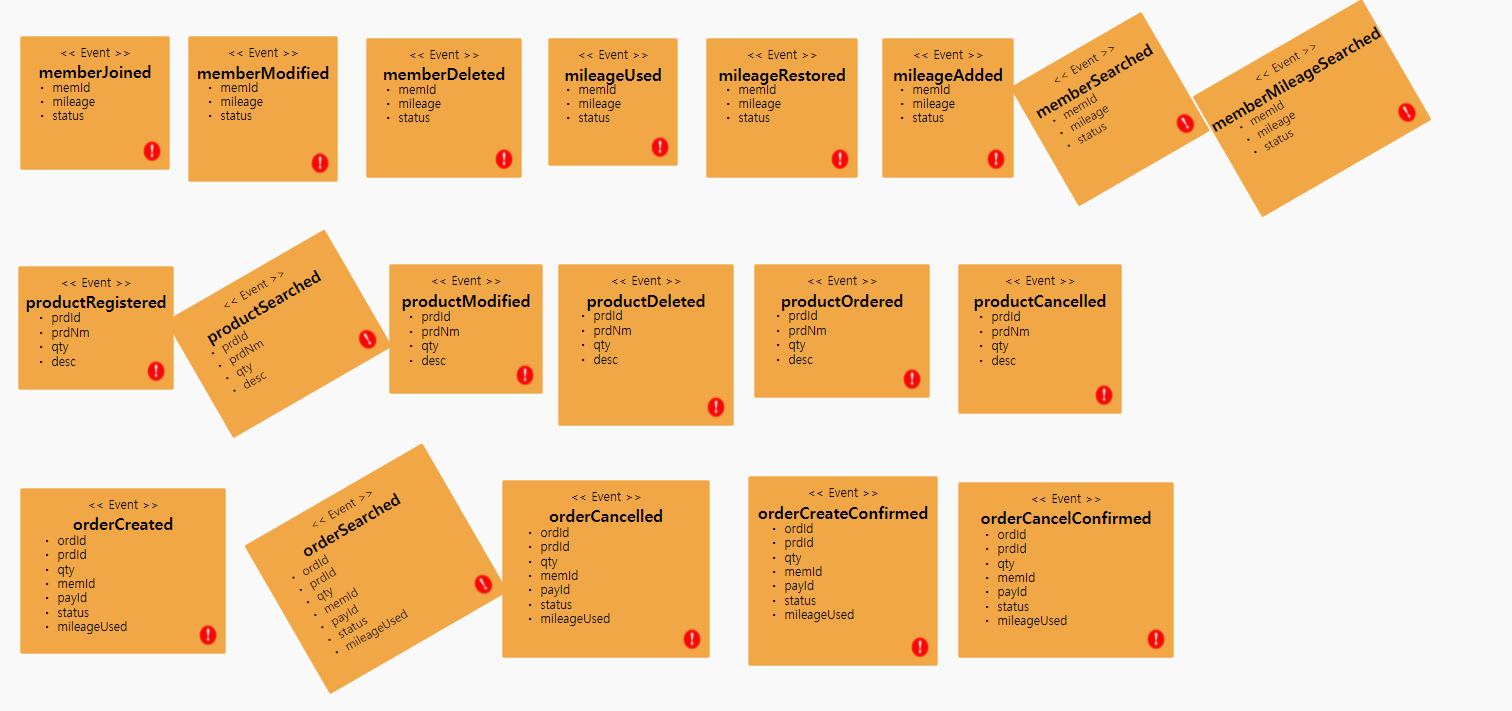 << Event >>
memberJoined
• memId
• mileage
• status
<< Event >>
memberModified
• memId
• mileage
• status
<< Event >>
memberDeleted
• memId
• mileage
• status
<< Event >>
mileageUsed
• memId
• mileage
• status
<< Event >>
mileageRestored
• memId
• mileage
• status
<< Event >>
mileageAdded
• memId
• mileage
• status
<< Event >>
memberSearched
• memId
• mileage
• status
<< Event >>
memberMileageSearched
• memId
• mileage
• status
<< Event >>
productRegistered
• prdId
• prdNm
• qty
• desc
<< Event >>
productSearched
• prdId
• prdNm
• qty
• desc
<< Event >>
productModified
• prdId
• prdNm
• qty
• desc
<< Event >>
productDeleted
• prdId
• prdNm
• qty
• desc
<< Event >>
productOrdered
• prdId
• prdNm
• qty
• desc
<< Event >>
productCancelled
• prdId
• prdNm
• qty
• desc
<< Event >>
orderCreated
• ordId
• prdId
• qty
• memId
• payId
• status
• mileageUsed
<< Event >>
orderSearched
• ordId
• prdId
• qty
• memId
• payId
• status
• mileageUsed
<< Event >>
orderCancelled
• ordId
• prdId
• qty
• memId
• payId
• status
• mileageUsed
<< Event >>
orderCreateConfirmed
• ordId
• prdId
• qty
• memId
• payId
• status
• mileageUsed
<< Event >>
orderCancelConfirmed
• ordId
• prdId
• qty
• memId
• payId
• status
• mileageUsed